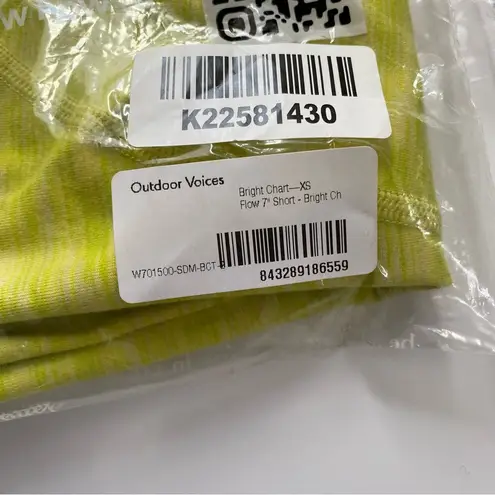 K22581430
Outdoor Voices
Bright Chart—XS
Flow 7" Short - Bright Ch
W701500-SDM-BCT-
843289186559